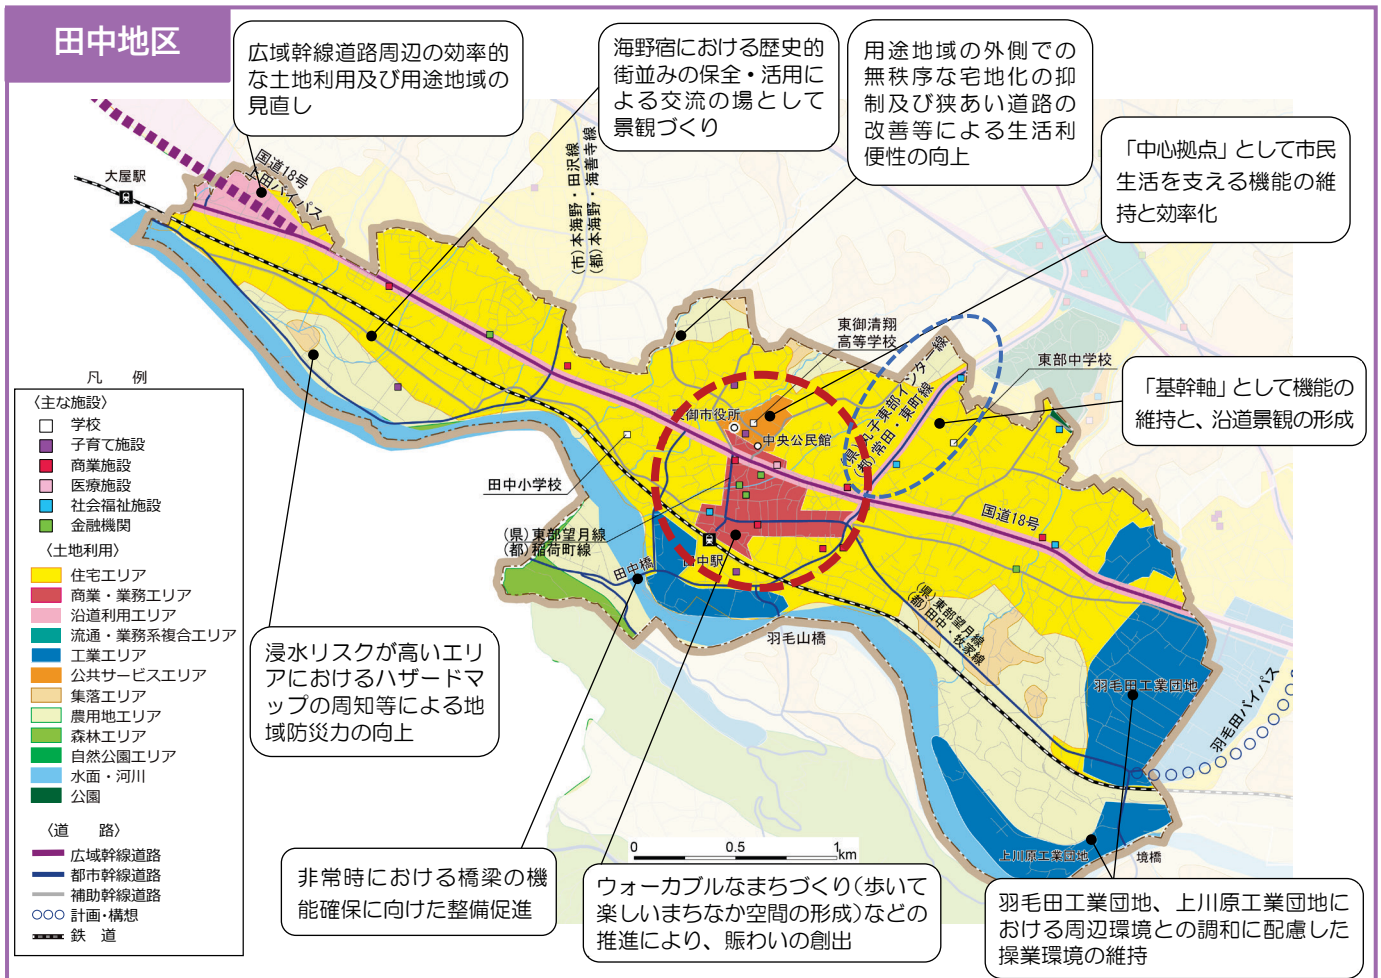 田中地区
広域幹線道路周辺の効率的
な土地利用及び用途地域の
見直し
海野宿における歴史的
街並みの保全・活用に
よる交流の場として
景観づくり
用途地域の外側での
無秩序な宅地化の抑
制及び狭あい道路の
改善等による生活利
便性の向上
「中心拠点」として市民
生活を支える機能の維
持と効率化
「基幹軸」として機能の
維持と、沿道景観の形成
大屋駅
国道18号
上田バイパス
(市)本海野・田沢線
(都)本海野・海善寺線
東御清翔
高等学校
(県)丸子東部インター線
(都)常田・東町線
東部中学校
東御市役所
中央公民館
田中小学校
(県)東部望月線
(都)稲荷町線
田中橋
田中駅
国道18号
羽毛山橋
(県)東部望月線
(都)田中・牧家線
羽毛田工業団地
羽毛田バイパス
上川原工業団地
境橋
凡　例
〈主な施設〉
学校
子育て施設
商業施設
医療施設
社会福祉施設
金融機関
〈土地利用〉
住宅エリア
商業・業務エリア
沿道利用エリア
流通・業務系複合エリア
工業エリア
公共サービスエリア
集落エリア
農用地エリア
森林エリア
自然公園エリア
水面・河川
公園
〈道　路〉
広域幹線道路
都市幹線道路
補助幹線道路
計画・構想
鉄　道
浸水リスクが高いエリ
アにおけるハザードマ
ップの周知等による地
域防災力の向上
非常時における橋梁の機
能確保に向けた整備促進
0 0.5 1
km
ウォーカブルなまちづくり(歩いて
楽しいまちなか空間の形成)などの
推進により、賑わいの創出
羽毛田工業団地、上川原工業団地に
おける周辺環境との調和に配慮した
操業環境の維持